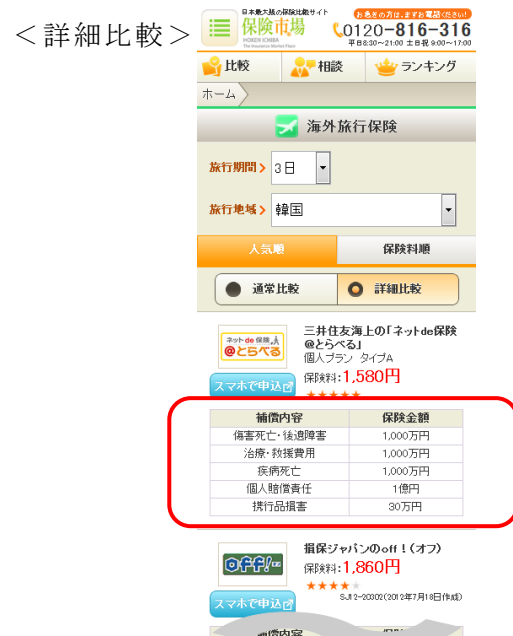 ＜詳細比較＞
日本最大級の保険比較サイト
保険市場
HOKEN ICHIBA
The Insurance Market Place
お急ぎの方は、まずお電話ください!
0120-816-316
平日8:30～21:00 土日祝 9:00～17:00
比較
相談
ランキング
ホーム
海外旅行保険
旅行期間 3日
旅行地域 韓国
人気順
保険料順
通常比較
詳細比較
ネットde保険
@とらべる
三井住友海上の「ネットde保険
@とらべる」
個人プラン タイプA
保険料:1,580円
スマホで申込
★★★★★
補償内容 保険金額
傷害死亡・後遺障害 1,000万円
治療・救援費用 1,000万円
疾病死亡 1,000万円
個人賠償責任 1億円
携行品損害 30万円
off!
損保ジャパンのoff！(オフ)
保険料:1,860円
★★★★★
SJ12-20302(2012年7月18日作成)
スマホで申込
補償内容